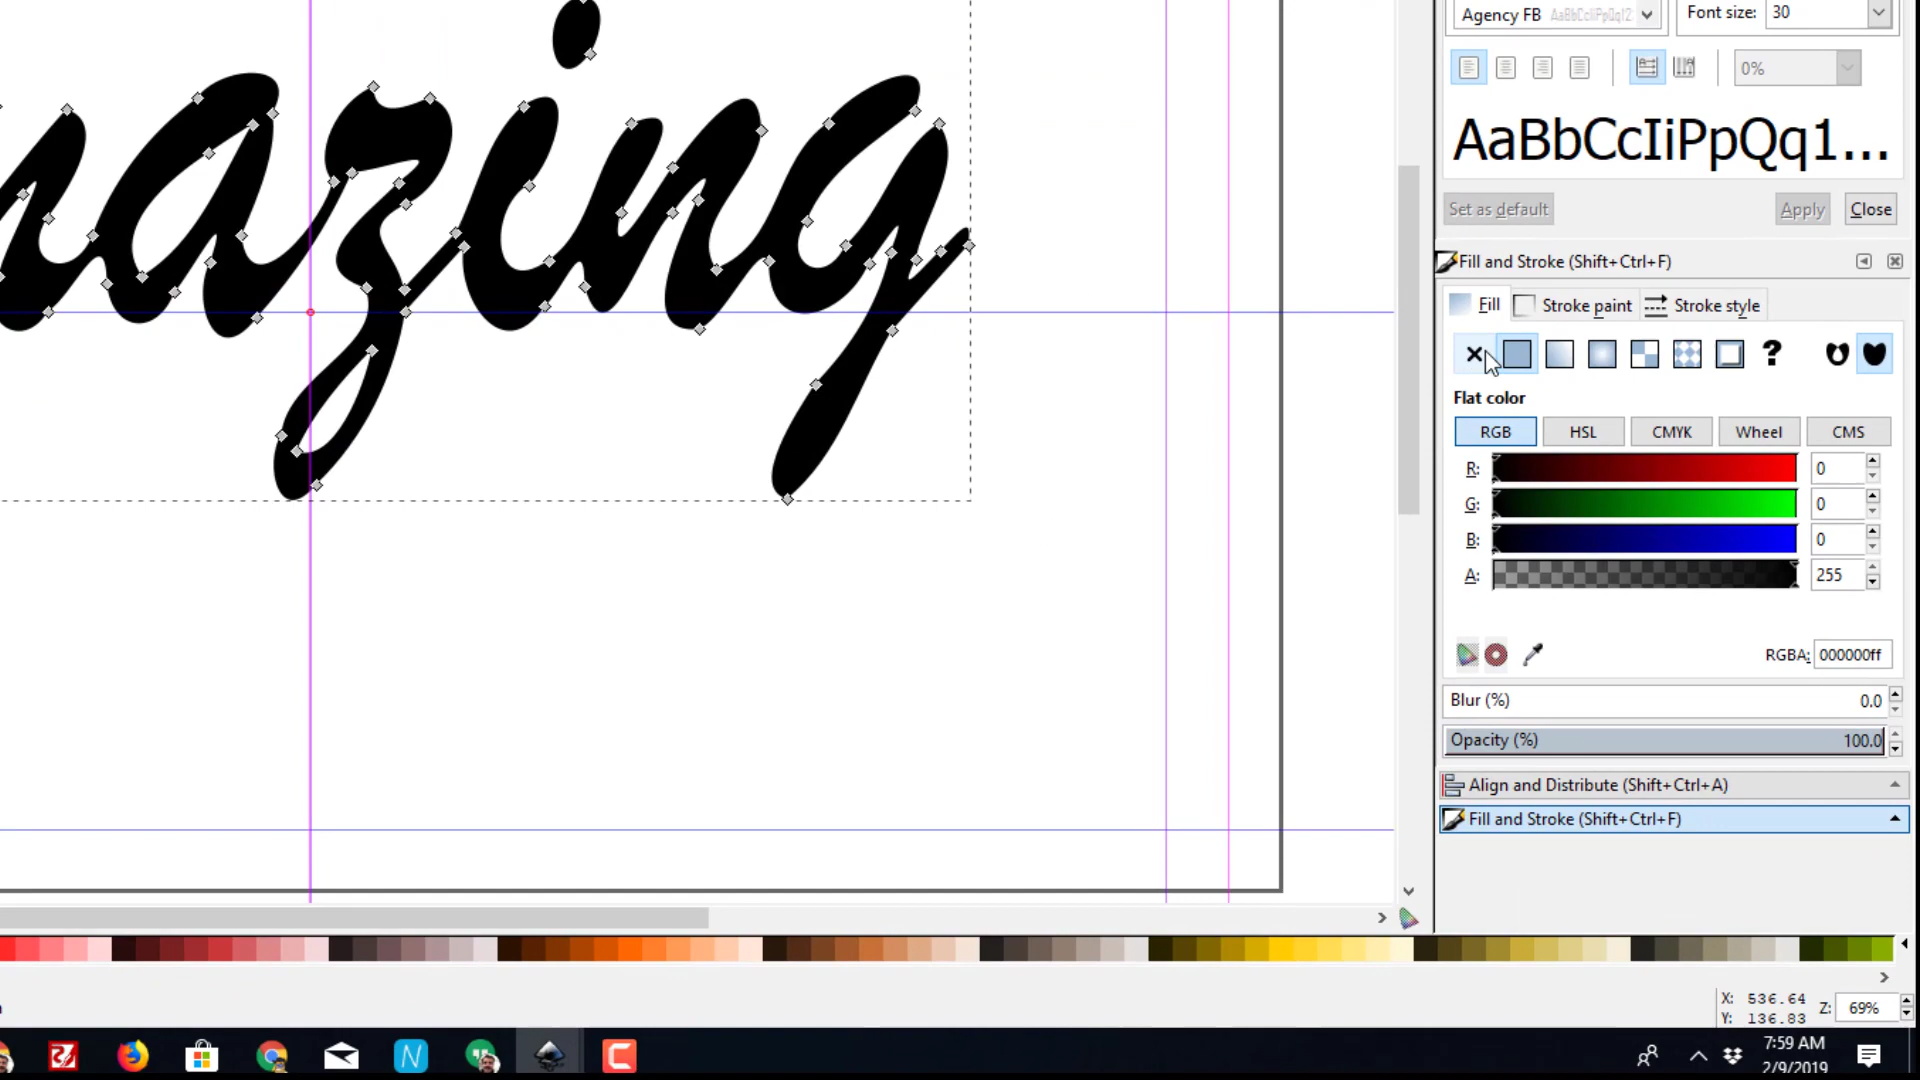 Agency FB AaBbCcIiPpQq12
Font size: 30
0%
AaBbCcIiPpQq1...
Set as default Apply Close
Fill and Stroke (Shift+Ctrl+F)
Fill Stroke paint Stroke style
?
Flat color
RGB HSL CMYK Wheel CMS
R: 0
G: 0
B: 0
A: 255
RGBA: 000000ff
Blur (%) 0.0
Opacity (%) 100.0
Align and Distribute (Shift+Ctrl+A)
Fill and Stroke (Shift+Ctrl+F)
mazing
X: 536.64
Y: 136.83
Z: 69%
7:59 AM
2/9/2019